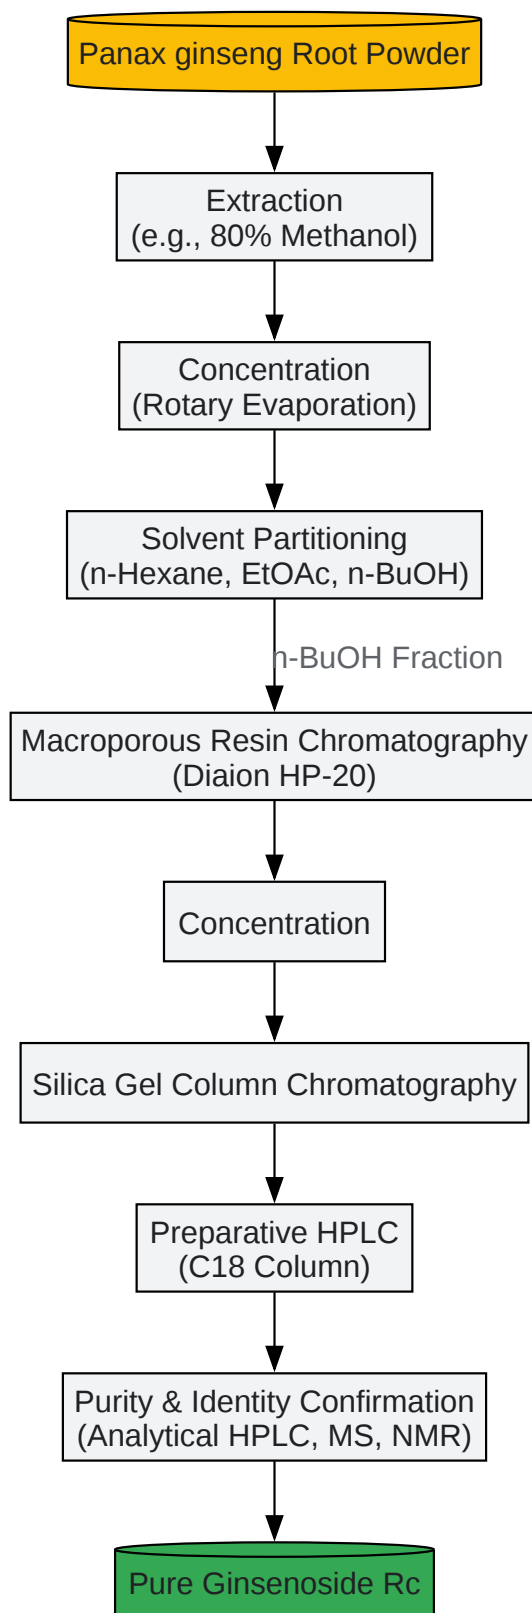 Panax ginseng Root Powder
Extraction
(e.g., 80% Methanol)
Concentration
(Rotary Evaporation)
Solvent Partitioning
(n-Hexane, EtOAc, n-BuOH)
n-BuOH Fraction
Macroporous Resin Chromatography
(Diaion HP-20)
Concentration
Silica Gel Column Chromatography
Preparative HPLC
(C18 Column)
Purity & Identity Confirmation
(Analytical HPLC, MS, NMR)
Pure Ginsenoside Rc